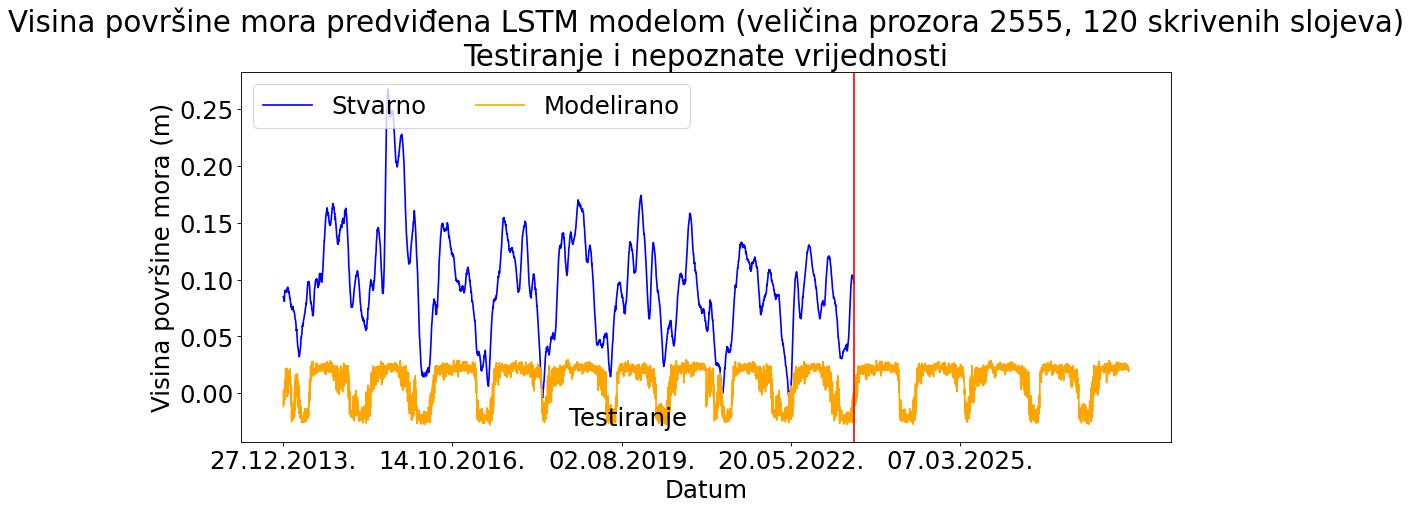 Visina površine mora predviđena LSTM modelom (veličina prozora 2555, 120 skrivenih slojeva)
Testiranje i nepoznate vrijednosti
Stvarno
Modelirano
Visina površine mora (m)
0.25
0.20
0.15
0.10
0.05
0.00
Testiranje
27.12.2013.
14.10.2016.
02.08.2019.
20.05.2022.
07.03.2025.
Datum